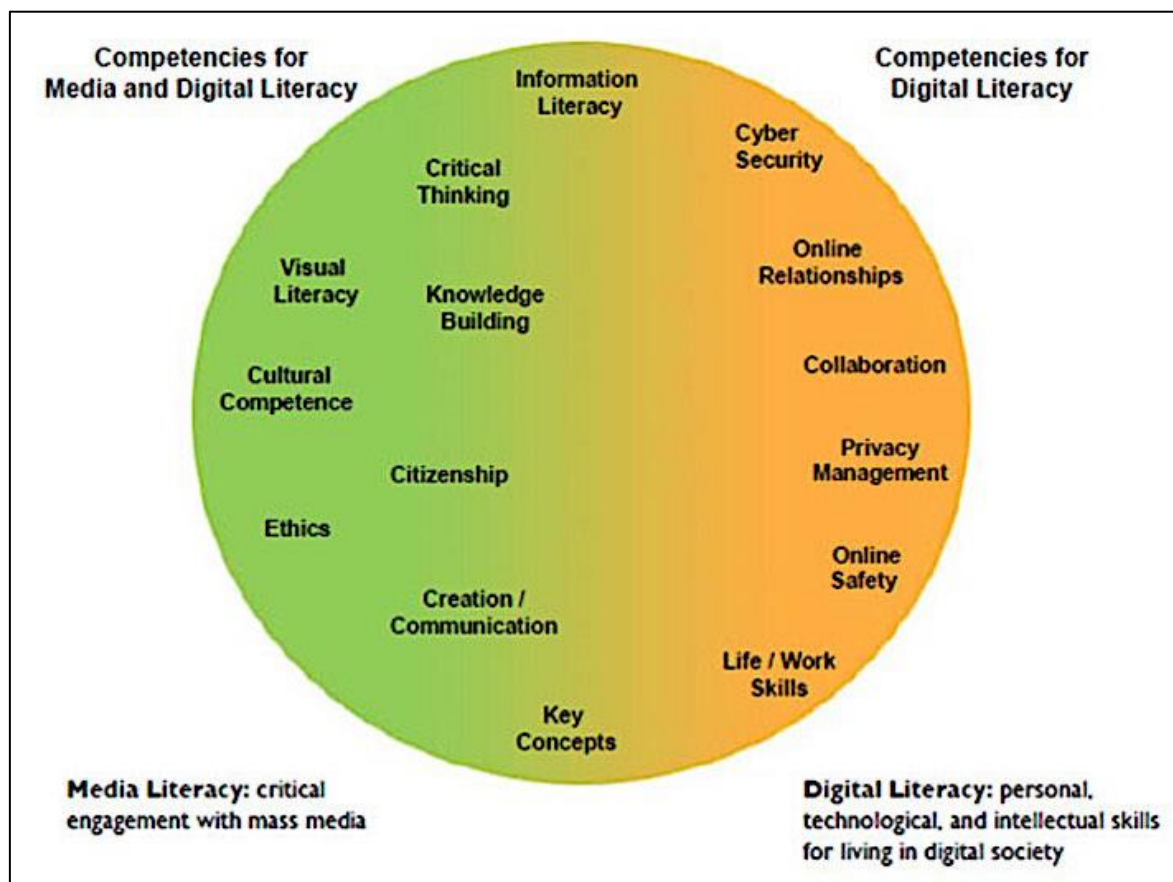 Competencies for
Media and Digital Literacy
Competencies for
Digital Literacy
Information
Literacy
Cyber
Security
Critical
Thinking
Online
Relationships
Visual
Literacy
Knowledge
Building
Collaboration
Cultural
Competence
Privacy
Management
Citizenship
Ethics
Online
Safety
Creation /
Communication
Life / Work
Skills
Key
Concepts
Media Literacy: critical
engagement with mass media
Digital Literacy: personal,
technological, and intellectual skills
for living in digital society